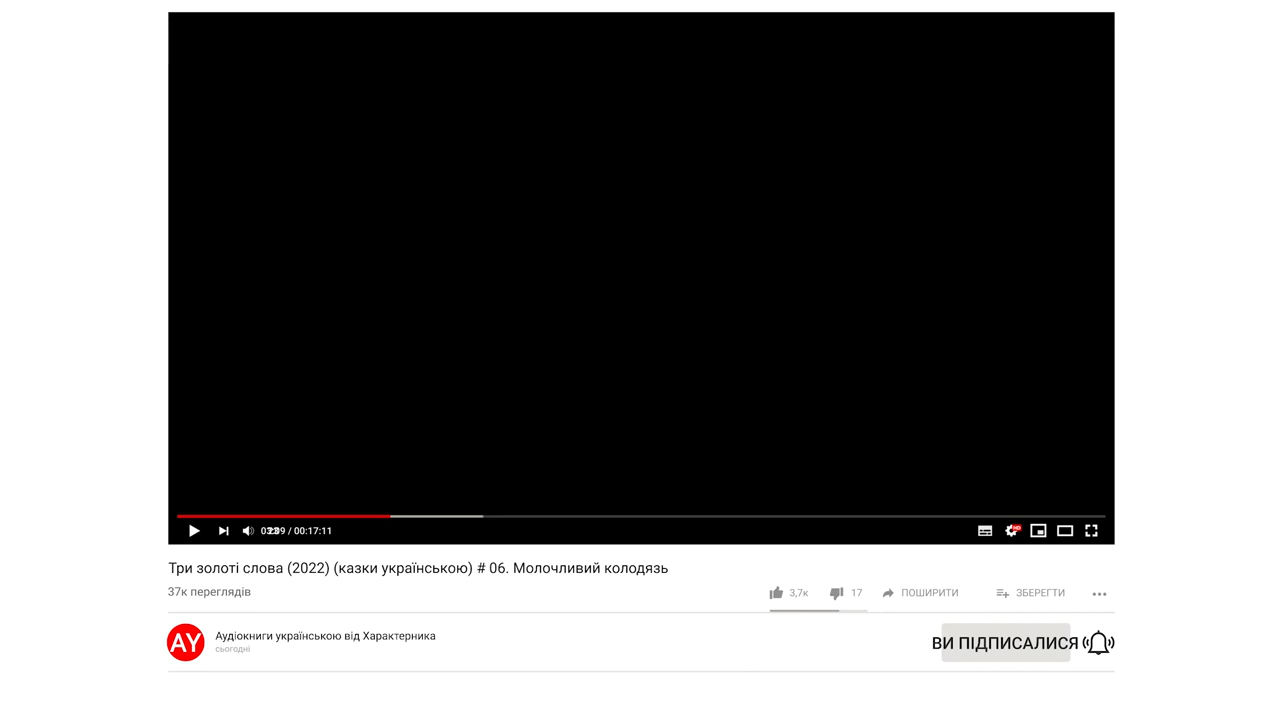 / 00:17:11
Три золоті слова (2022) (казки українською) # 06. Молочливий колодязь
37к переглядів
3,7к
17
ПОШИРИТИ
ЗБЕРЕГТИ
АУ
Аудіокниги українською від Характерника
сьогодні
ВИ ПІДПИСАЛИСЯ